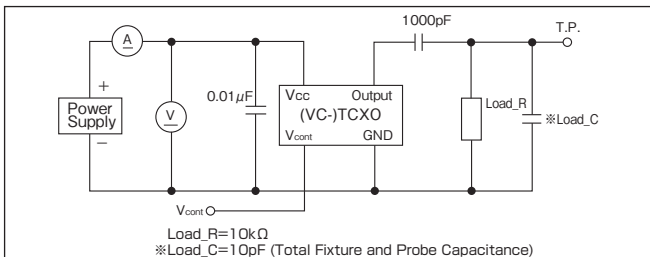 1000pF
T.P.
A
+
Power
Supply
−
V
0.01μF
Vcc Output
(VC-)TCXO
Vcont GND
Load_R
※Load_C
Vcont
Load_R=10kΩ
※Load_C=10pF (Total Fixture and Probe Capacitance)